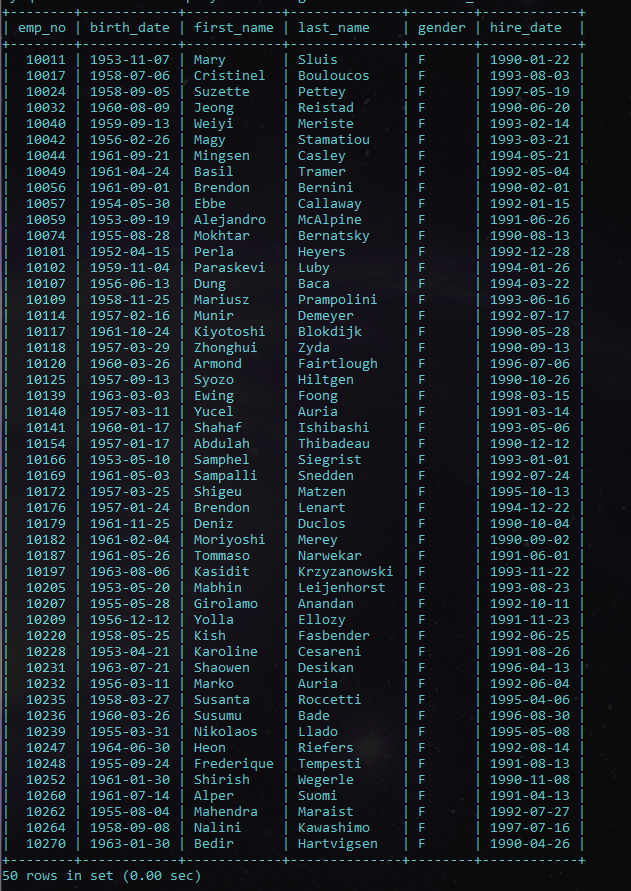 +--------+------------+------------+-------------+--------+------------+
| emp_no | birth_date | first_name | last_name   | gender | hire_date  |
+--------+------------+------------+-------------+--------+------------+
|  10011 | 1953-11-07 | Mary       | Sluis       | F      | 1990-01-22 |
|  10017 | 1958-07-06 | Cristinel  | Bouloucos   | F      | 1993-08-03 |
|  10024 | 1958-09-05 | Suzette    | Pettey      | F      | 1997-05-19 |
|  10032 | 1960-08-09 | Jeong      | Reistad     | F      | 1990-06-20 |
|  10040 | 1959-09-13 | Weiyi      | Meriste     | F      | 1993-02-14 |
|  10042 | 1956-02-26 | Magy       | Stamatiou   | F      | 1993-03-21 |
|  10044 | 1961-09-21 | Mingsen    | Casley      | F      | 1994-05-21 |
|  10049 | 1961-04-24 | Basil      | Tramer      | F      | 1992-05-04 |
|  10056 | 1961-09-01 | Brendon    | Bernini     | F      | 1990-02-01 |
|  10057 | 1954-05-30 | Ebbe       | Callaway    | F      | 1992-01-15 |
|  10059 | 1953-09-19 | Alejandro  | McAlpine    | F      | 1991-06-26 |
|  10074 | 1955-08-28 | Mokhtar    | Bernatsky   | F      | 1990-08-13 |
|  10101 | 1952-04-15 | Perla      | Heyers      | F      | 1992-12-28 |
|  10102 | 1959-11-04 | Paraskevi  | Luby        | F      | 1994-01-26 |
|  10107 | 1956-06-13 | Dung       | Baca        | F      | 1994-03-22 |
|  10109 | 1958-11-25 | Mariusz    | Prampolini  | F      | 1993-06-16 |
|  10114 | 1957-02-16 | Munir      | Demeyer     | F      | 1992-07-17 |
|  10117 | 1961-10-24 | Kiyotoshi  | Blokdijk    | F      | 1990-05-28 |
|  10118 | 1957-03-29 | Zhonghui   | Zyda        | F      | 1990-09-13 |
|  10120 | 1960-03-26 | Armond     | Fairtlough  | F      | 1996-07-06 |
|  10125 | 1957-09-13 | Syozo      | Hiltgen     | F      | 1990-10-26 |
|  10139 | 1963-03-03 | Ewing      | Foong       | F      | 1998-03-15 |
|  10140 | 1957-03-11 | Yucel      | Auria       | F      | 1991-03-14 |
|  10141 | 1960-01-17 | Shahaf     | Ishibashi   | F      | 1993-05-06 |
|  10154 | 1957-01-17 | Abdulah    | Thibadeau   | F      | 1990-12-12 |
|  10166 | 1953-05-10 | Samphel    | Siegrist    | F      | 1993-01-01 |
|  10169 | 1961-05-03 | Sampalli   | Snedden     | F      | 1992-07-24 |
|  10172 | 1957-03-25 | Shigeu     | Matzen      | F      | 1995-10-13 |
|  10176 | 1957-01-24 | Brendon    | Lenart      | F      | 1994-12-22 |
|  10179 | 1961-11-25 | Deniz      | Duclos      | F      | 1990-10-04 |
|  10182 | 1961-02-04 | Moriyoshi  | Merey       | F      | 1990-09-02 |
|  10187 | 1961-05-26 | Tommaso    | Narwekar    | F      | 1991-06-01 |
|  10197 | 1963-08-06 | Kasidit    | Krzyzanowski | F      | 1993-11-22 |
|  10205 | 1953-05-20 | Mabhin     | Leijenhorst | F      | 1993-08-23 |
|  10207 | 1955-05-28 | Girolamo   | Anandan     | F      | 1992-10-11 |
|  10209 | 1956-12-12 | Yolla      | Ellozy      | F      | 1991-11-23 |
|  10220 | 1958-05-25 | Kish       | Fasbender   | F      | 1992-06-25 |
|  10228 | 1953-04-21 | Karoline   | Cesareni    | F      | 1991-08-26 |
|  10231 | 1963-07-21 | Shaowen    | Desikan     | F      | 1996-04-13 |
|  10232 | 1956-03-11 | Marko      | Auria       | F      | 1992-06-04 |
|  10235 | 1958-03-27 | Susanta    | Roccetti    | F      | 1995-04-06 |
|  10236 | 1960-03-26 | Susumu     | Bade        | F      | 1996-08-30 |
|  10239 | 1955-03-31 | Nikolaos   | Llado       | F      | 1995-05-08 |
|  10247 | 1964-06-30 | Heon       | Riefers     | F      | 1992-08-14 |
|  10248 | 1955-09-24 | Frederique | Tempesti    | F      | 1991-08-13 |
|  10252 | 1961-01-30 | Shirish    | Wegerle     | F      | 1990-11-08 |
|  10260 | 1961-07-14 | Alper      | Suomi       | F      | 1991-04-13 |
|  10262 | 1955-08-04 | Mahendra   | Maraist     | F      | 1992-07-27 |
|  10264 | 1958-09-08 | Nalini     | Kawashimo   | F      | 1997-07-16 |
|  10270 | 1963-01-30 | Bedir      | Hartvigsen  | F      | 1990-04-26 |
+--------+------------+------------+-------------+--------+------------+
50 rows in set (0.00 sec)